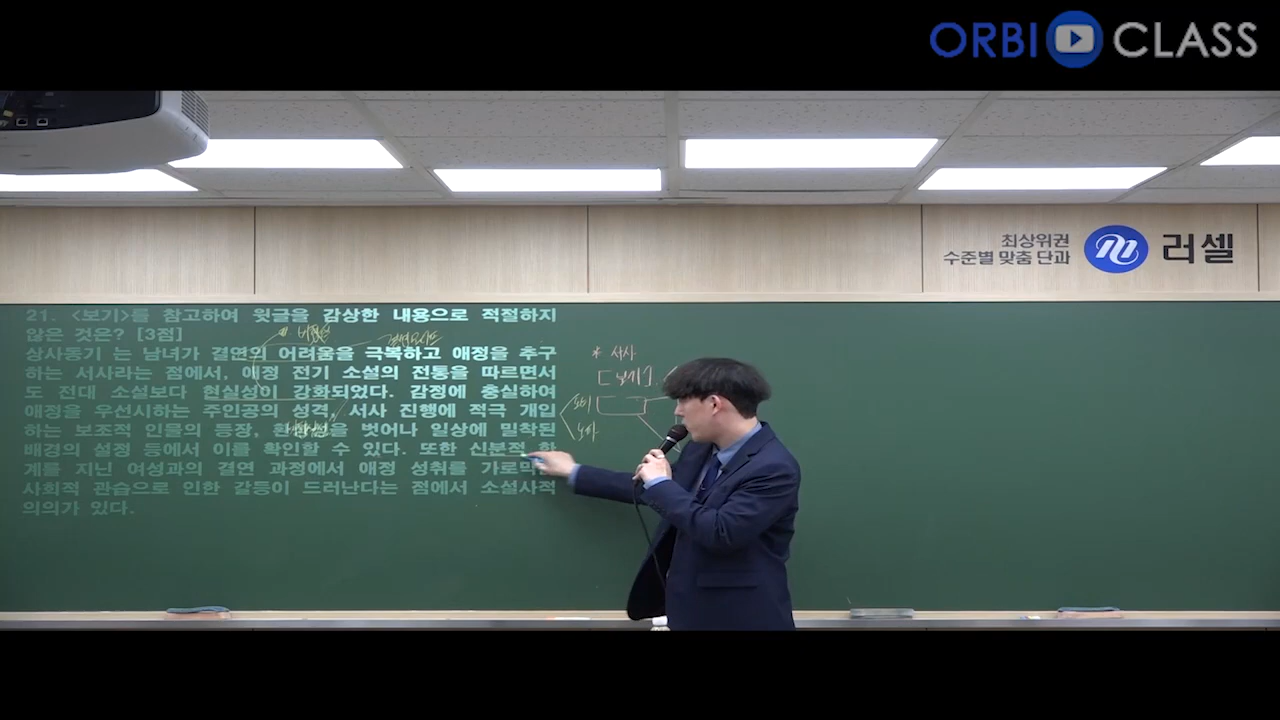 ORBI CLASS
최상위권
수준별 맞춤 단과
러셀
21. <보기>를 참고하여 윗글을 감상한 내용으로 적절하지
않은 것은? [3점]
상사동기 는 남녀가 결연의 어려움을 극복하고 애정을 추구
하는 서사라는 점에서, 애정 전기 소설의 전통을 따르면서
도 전대 소설보다 현실성이 강화되었다. 감정에 충실하여
애정을 우선시하는 주인공의 성격, 서사 진행에 적극 개입
하는 보조적 인물의 등장, 을 벗어나 일상에 밀착된
배경의 설정 등에서 이를 확인할 수 있다. 또한 신분적 한
계를 지닌 여성과의 결연 과정에서 애정 성취를 가로막는
사회적 관습으로 인한 갈등이 드러난다는 점에서 소설사적
의의가 있다.
* 서사